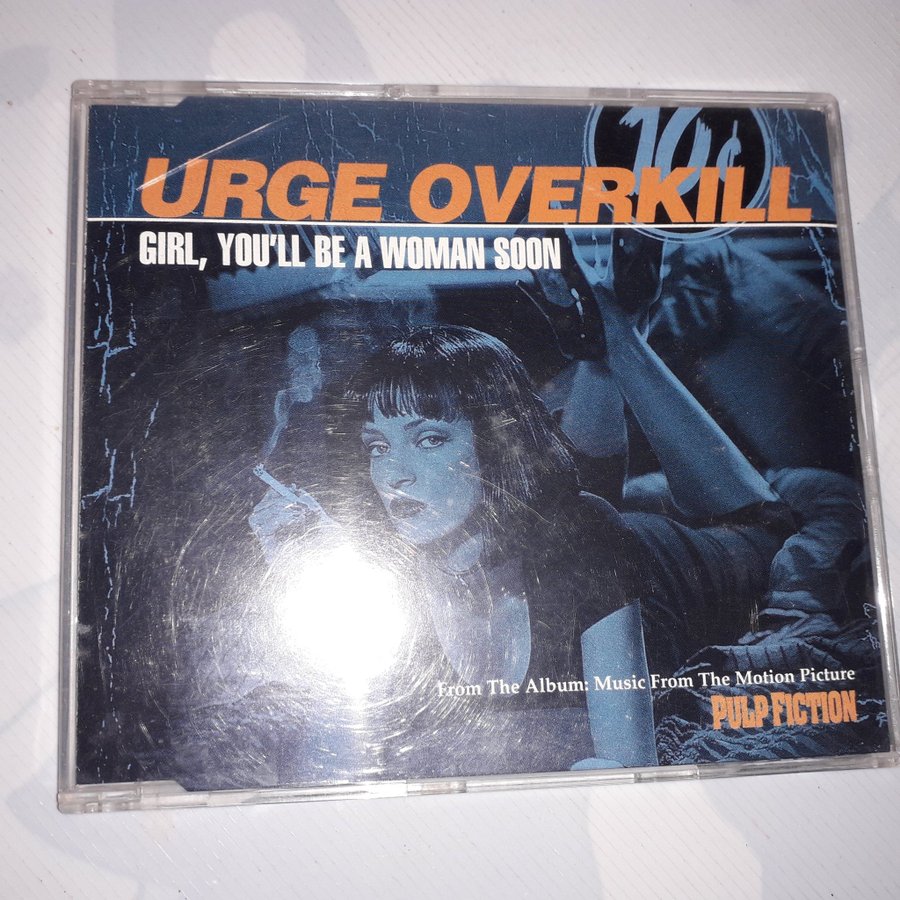 10¢
URGE OVERKILL
GIRL, YOU'LL BE A WOMAN SOON
From The Album: Music From The Motion Picture
PULP FICTION